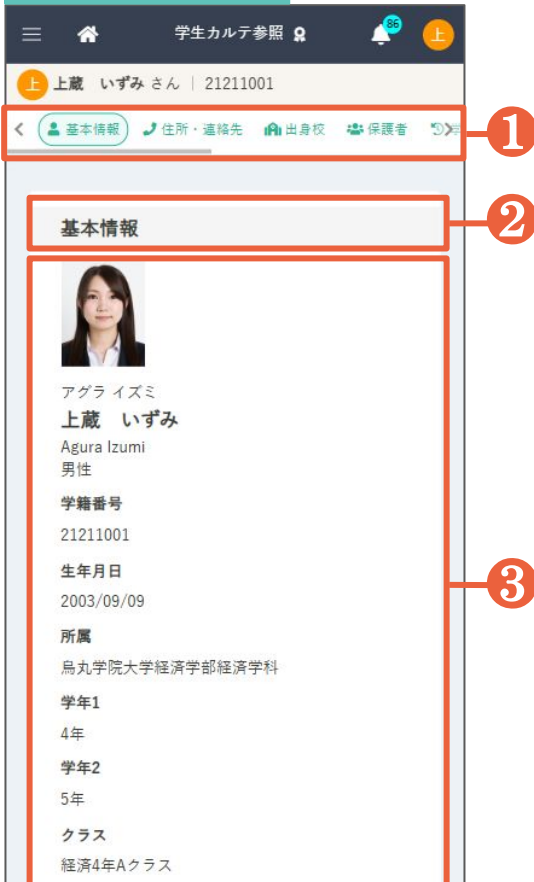 学生カルテ参照
86
上
上 上蔵 いずみ さん | 21211001
基本情報 住所・連絡先 出身校 保護者
1
2
基本情報
アグラ イズミ
上蔵 いずみ
Agura Izumi
男性
学籍番号
21211001
生年月日
2003/09/09
3
所属
烏丸学院大学経済学部経済学科
学年1
4年
学年2
5年
クラス
経済4年Aクラス